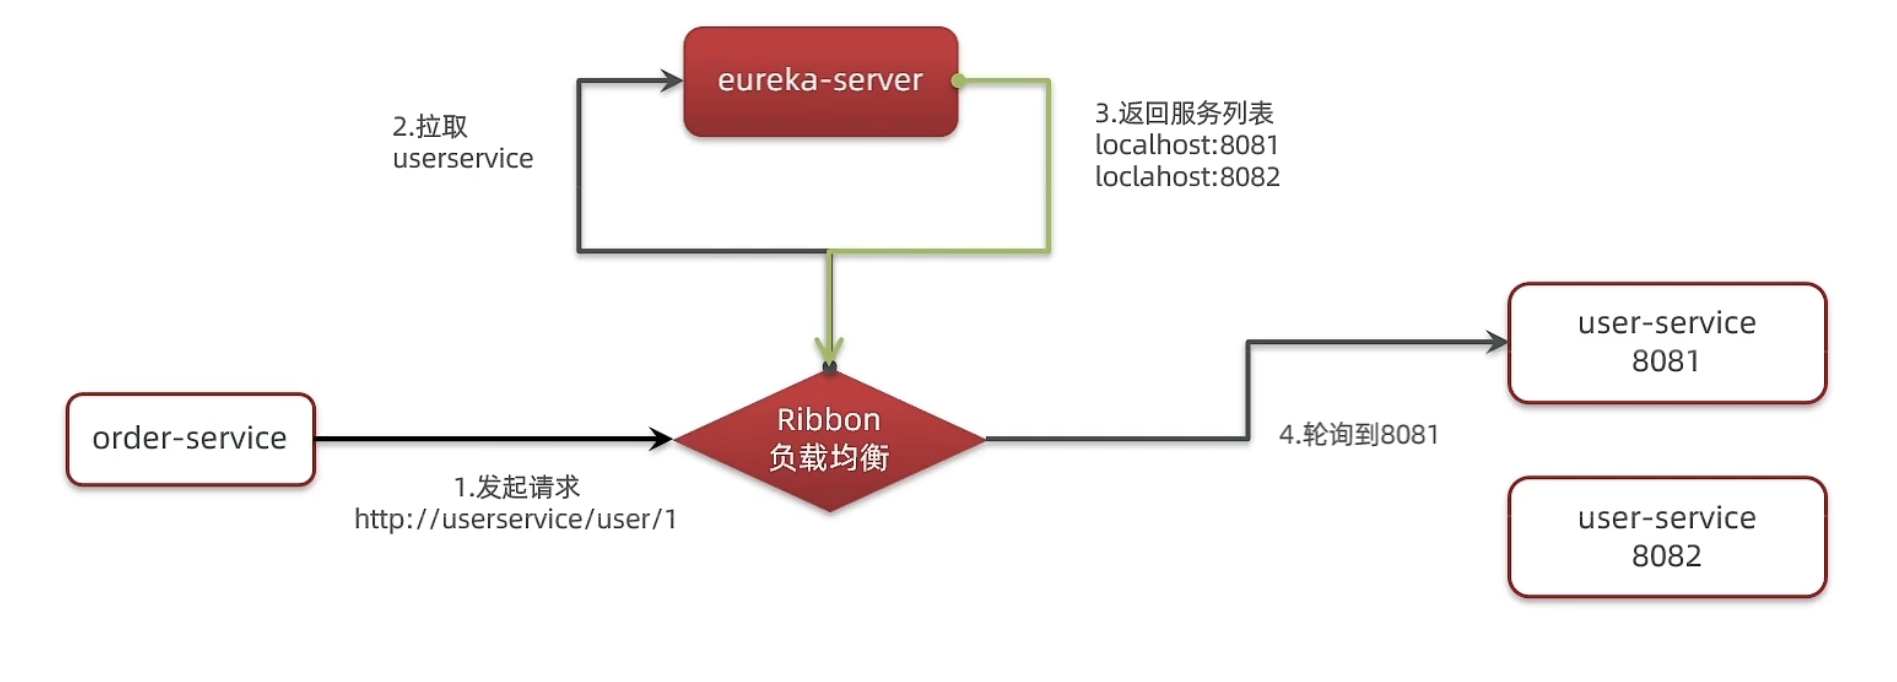 eureka-server
2.拉取
userservice
3.返回服务列表
localhost:8081
loclahost:8082
order-service
1.发起请求
http://userservice/user/1
Ribbon
负载均衡
4.轮询到8081
user-service
8081
user-service
8082